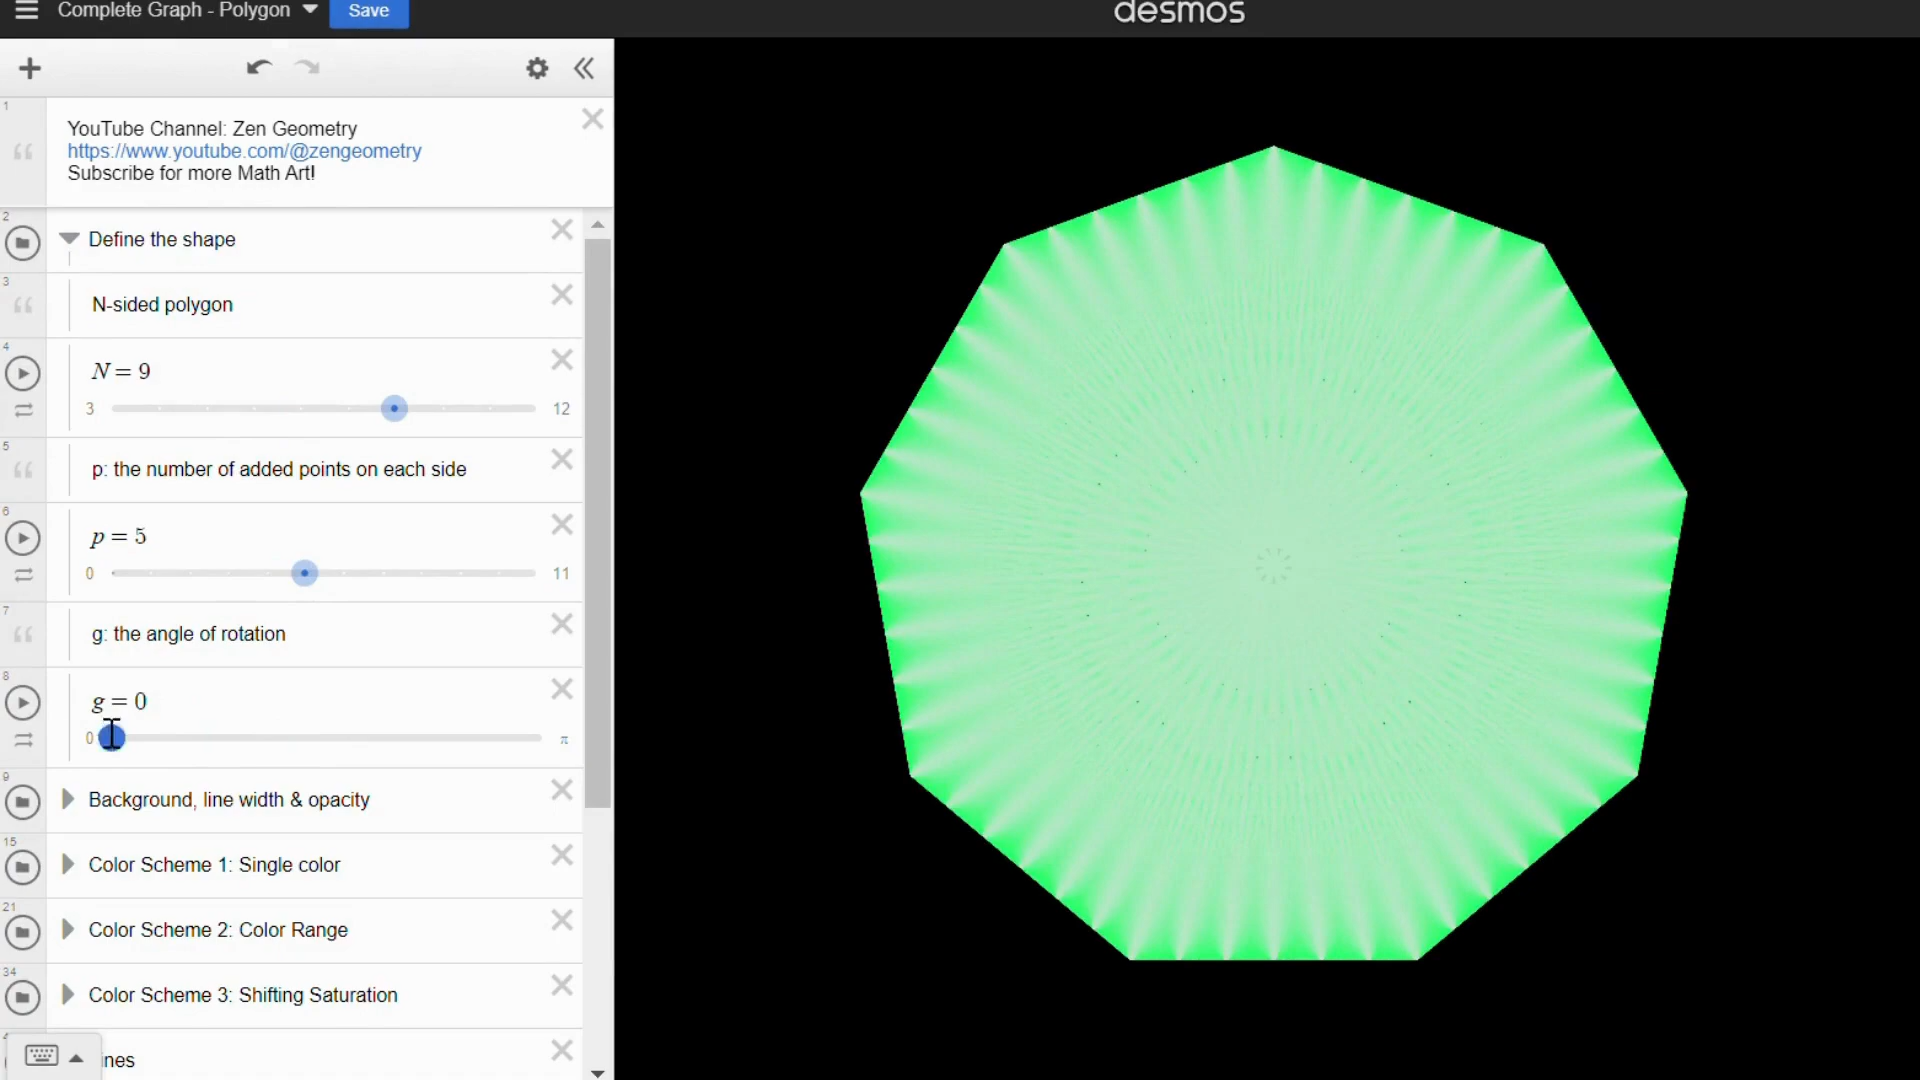 Complete Graph - Polygon
Save
desmos
1
YouTube Channel: Zen Geometry
https://www.youtube.com/@zengeometry
Subscribe for more Math Art!
2
Define the shape
3
N-sided polygon
4
N = 9
3
12
5
p: the number of added points on each side
6
p = 5
0
11
7
g: the angle of rotation
8
g = 0
0
π
9
Background, line width & opacity
15
Color Scheme 1: Single color
21
Color Scheme 2: Color Range
34
Color Scheme 3: Shifting Saturation